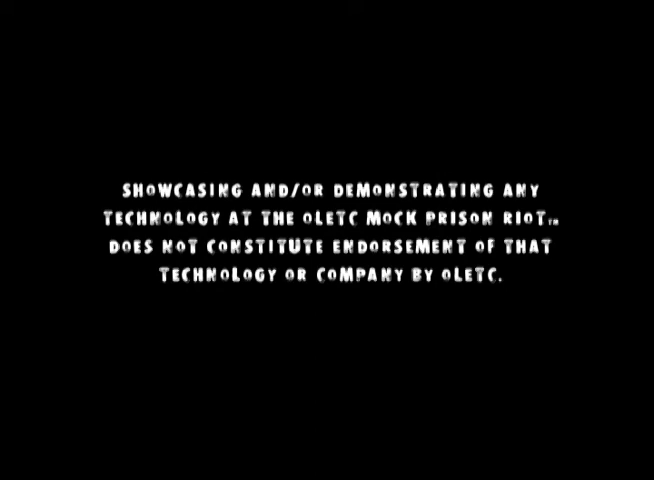 SHOWCASING AND/OR DEMONSTRATING ANY
TECHNOLOGY AT THE OLETC MOCK PRISON RIOT™
DOES NOT CONSTITUTE ENDORSEMENT OF THAT
TECHNOLOGY OR COMPANY BY OLETC.